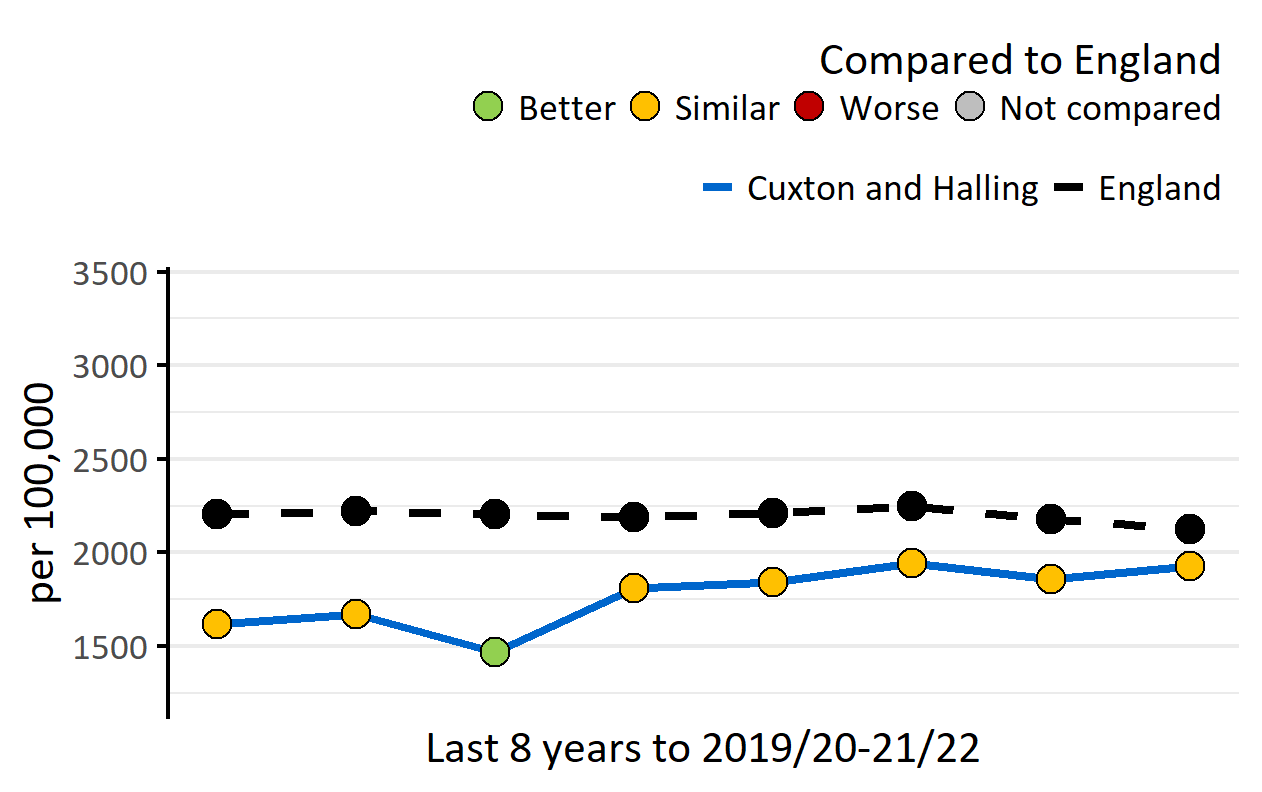 Compared to England
Better Similar Worse Not compared
Cuxton and Halling England
3500
3000
2500
2000
1500
per 100,000
Last 8 years to 2019/20-21/22